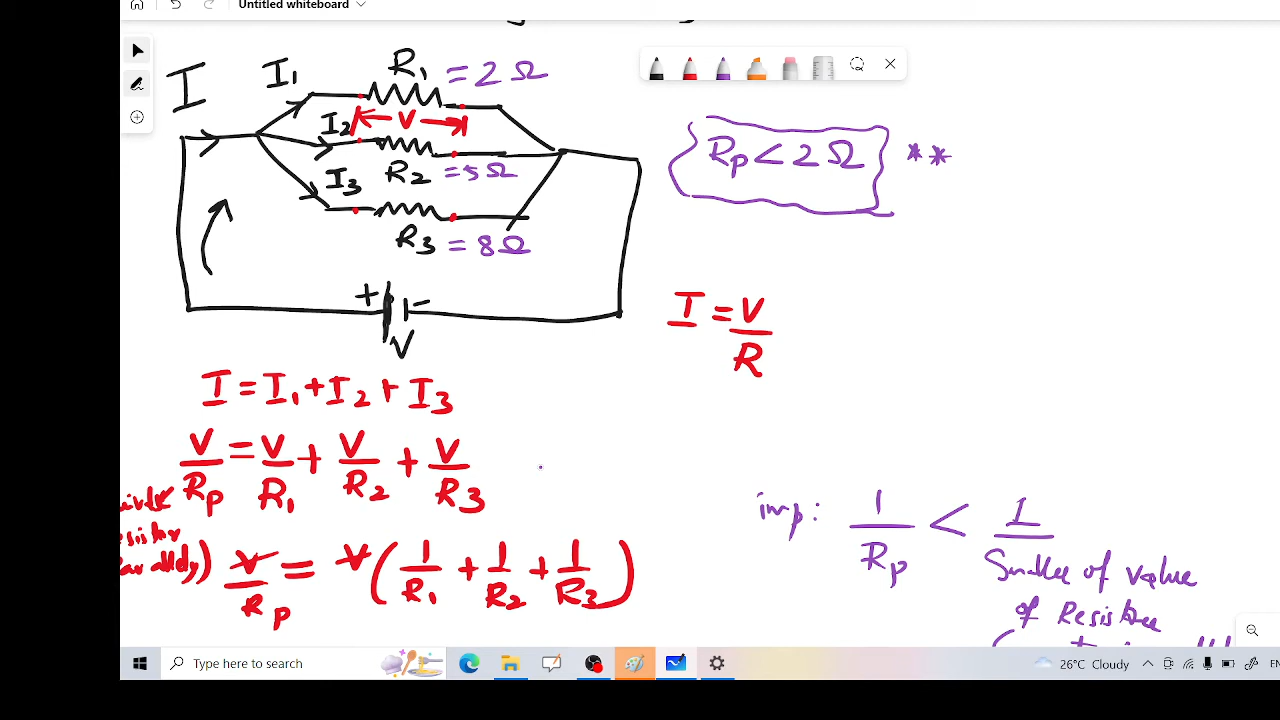 Untitled whiteboard
I
I1
R1 = 2 Ω
I2
V
R2 = 5 Ω
I3
R3 = 8 Ω
+ -
V
Rp < 2 Ω **
I = V/R
I = I1 + I2 + I3
V/Rp = V/R1 + V/R2 + V/R3
V/Rp = V(1/R1 + 1/R2 + 1/R3)
imp: 1/Rp < 1/
of value
of
Type here to search
26°C Cloudy